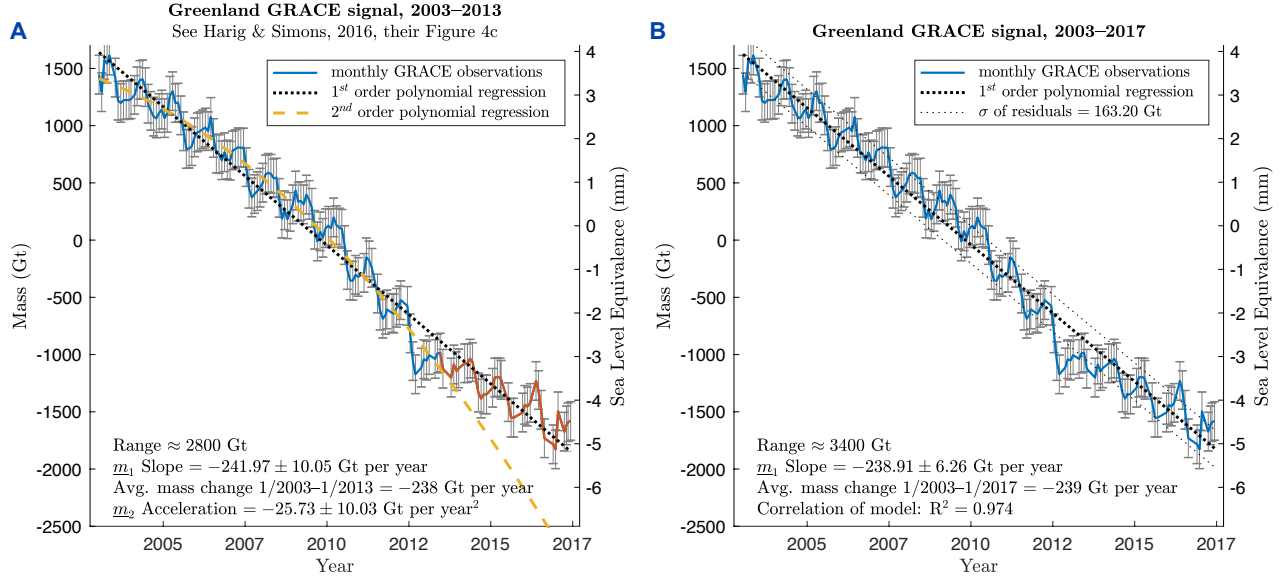 A
Greenland GRACE signal, 2003–2013
See Harig & Simons, 2016, their Figure 4c
monthly GRACE observations
1st order polynomial regression
2nd order polynomial regression
Mass (Gt)
1500
1000
500
0
-500
-1000
-1500
-2000
-2500
4
3
2
1
0
-1
-2
-3
-4
-5
-6
Sea Level Equivalence (mm)
Range ≈ 2800 Gt
m1 Slope = −241.97 ± 10.05 Gt per year
Avg. mass change 1/2003–1/2013 = −238 Gt per year
m2 Acceleration = −25.73 ± 10.03 Gt per year2
2005 2007 2010 2012 2015 2017
Year
B
Greenland GRACE signal, 2003–2017
monthly GRACE observations
1st order polynomial regression
σ of residuals = 163.20 Gt
Mass (Gt)
1500
1000
500
0
-500
-1000
-1500
-2000
-2500
4
3
2
1
0
-1
-2
-3
-4
-5
-6
Sea Level Equivalence (mm)
Range ≈ 3400 Gt
m1 Slope = −238.91 ± 6.26 Gt per year
Avg. mass change 1/2003–1/2017 = −239 Gt per year
Correlation of model: R2 = 0.974
2005 2007 2010 2012 2015 2017
Year